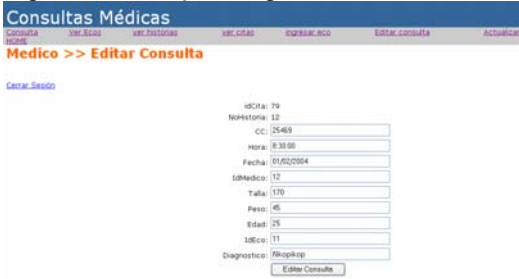 Consultas Médicas
Consulta HOME Ver Ecos ver historias ver citas ingresar eco Editar consulta Actualizar
Medico >> Editar Consulta
Cerrar Sesión
idCita: 79
NoHistoria: 12
CC: 25469
Hora: 8:30:00
Fecha: 01/02/2004
IdMedico: 12
Talla: 170
Peso: 45
Edad: 25
IdEco: 11
Diagnostico: ñkopikop
Editar Consulta